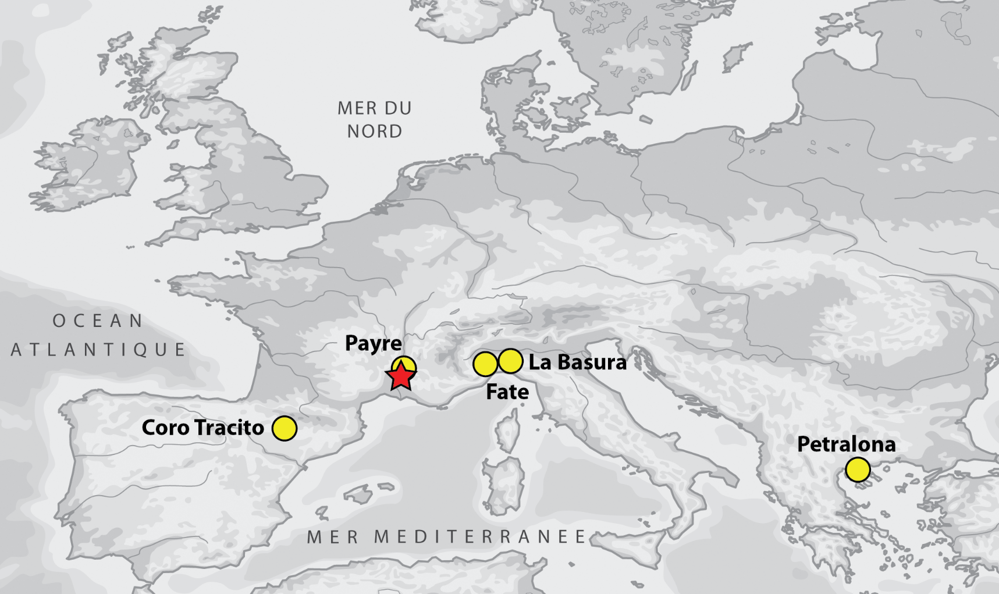 MER DU
NORD
OCEAN
ATLANTIQUE
Payre
La Basura
Fate
Coro Tracito
Petralona
MER MEDITERRANEE